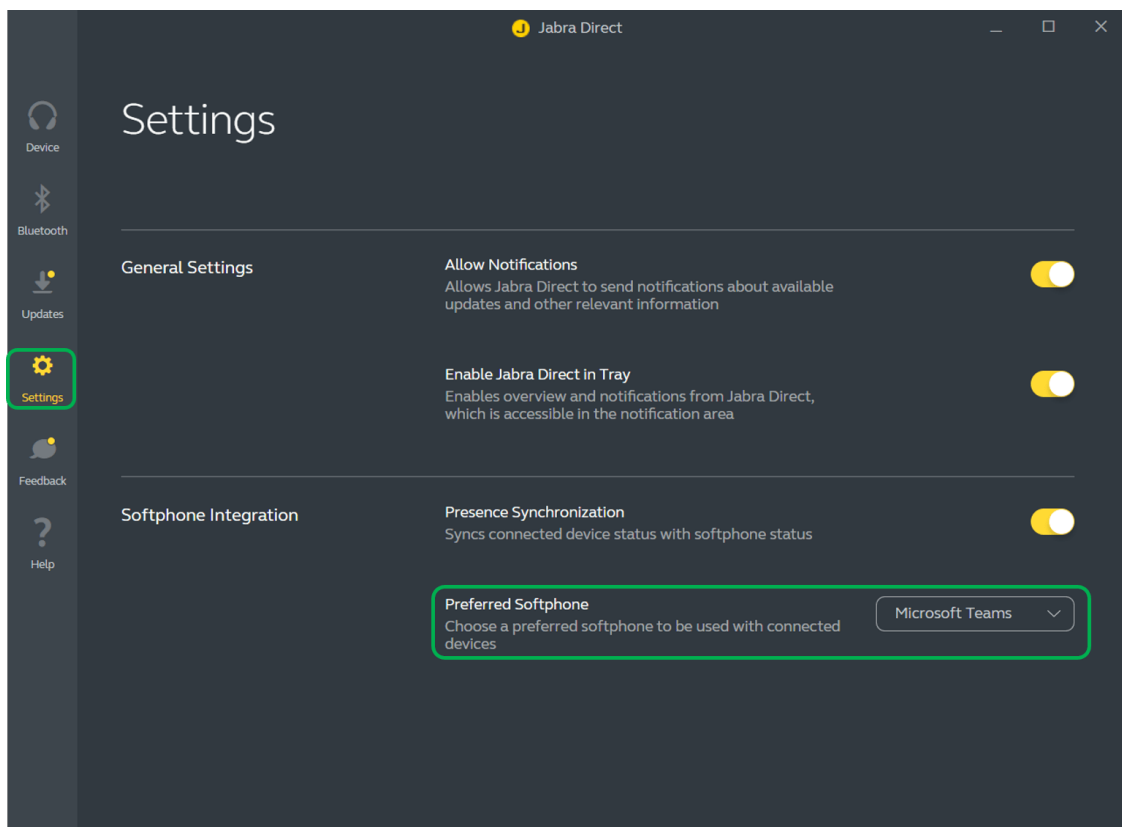 Jabra Direct
Device
Bluetooth
Updates
Settings
Feedback
Help
Settings
General Settings
Allow Notifications
Allows Jabra Direct to send notifications about available
updates and other relevant information
Enable Jabra Direct in Tray
Enables overview and notifications from Jabra Direct,
which is accessible in the notification area
Softphone Integration
Presence Synchronization
Syncs connected device status with softphone status
Preferred Softphone
Choose a preferred softphone to be used with connected
devices
Microsoft Teams